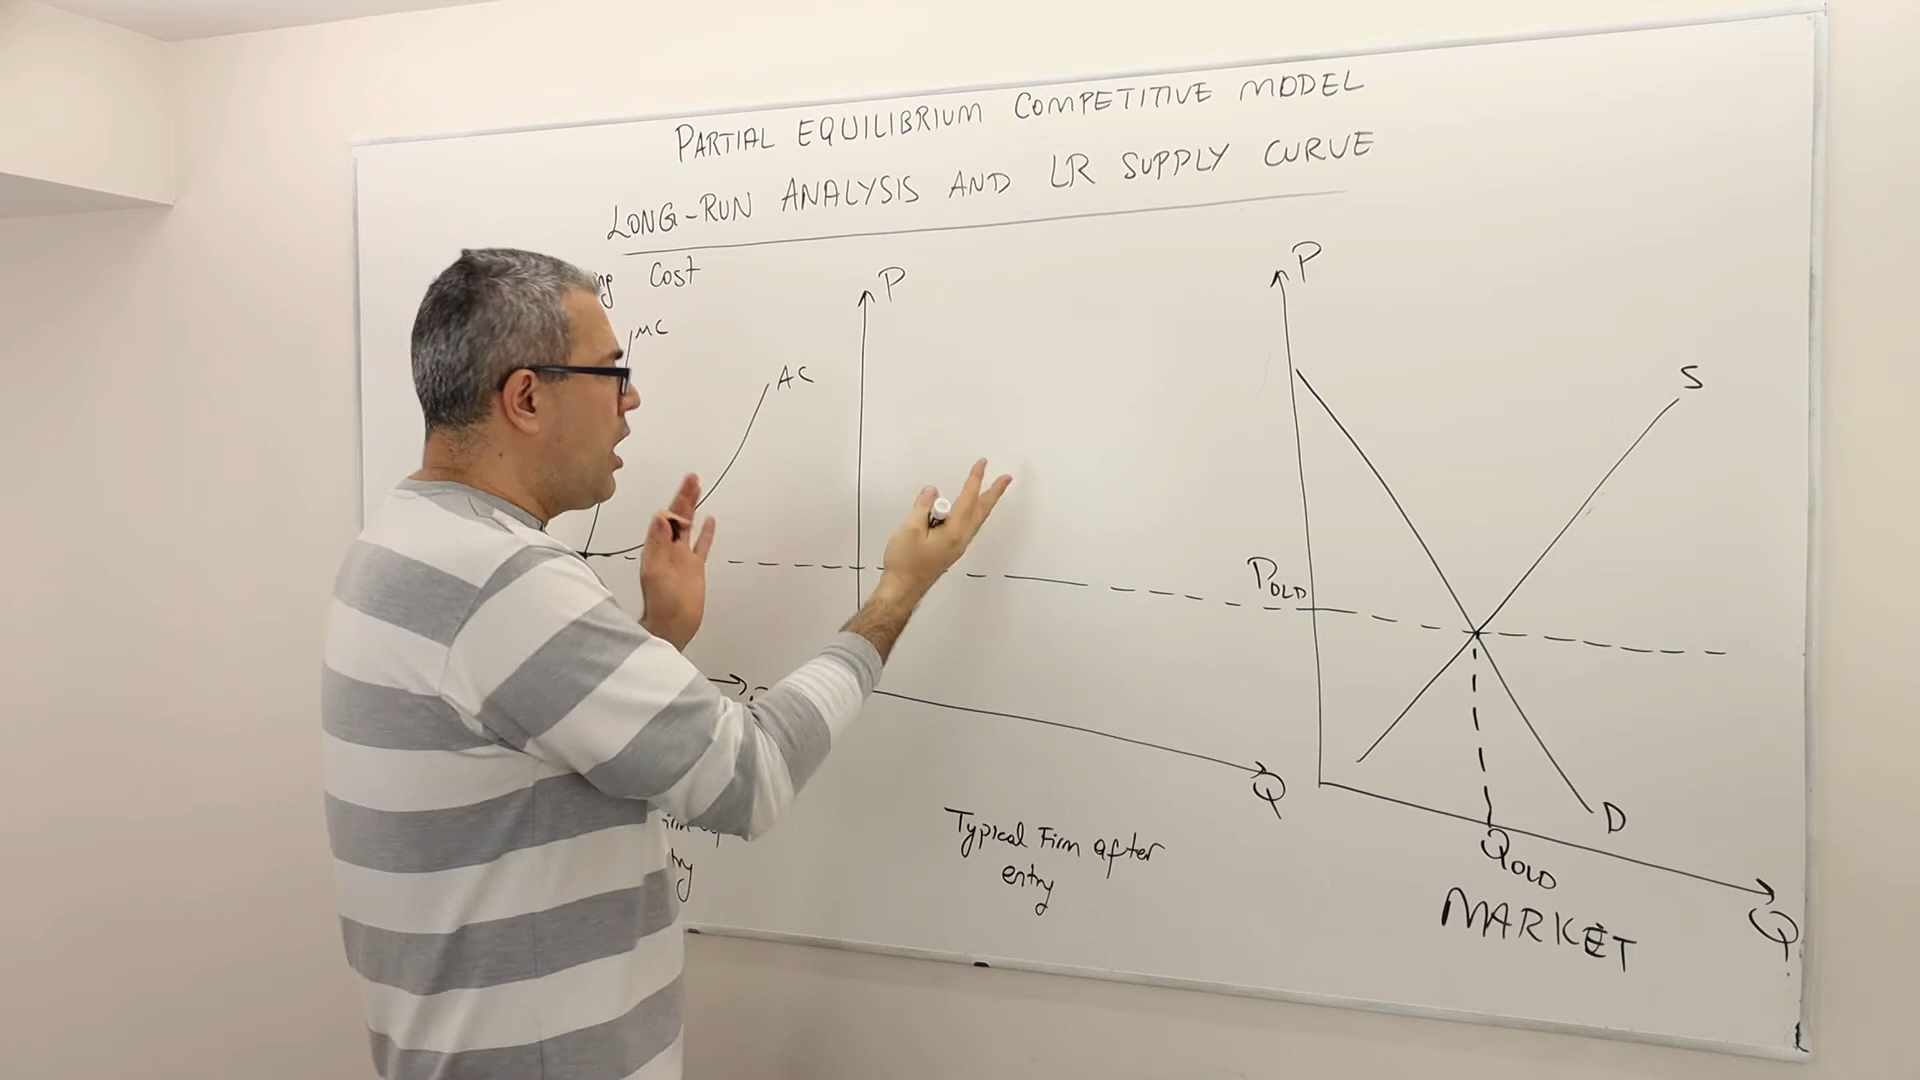 PARTIAL EQUILIBRIUM COMPETITIVE MODEL
LONG-RUN ANALYSIS AND LR SUPPLY CURVE
Cost
MC
AC
P
Q
Typical Firm after
entry
P
S
POLD
D
QOLD
Q
MARKET